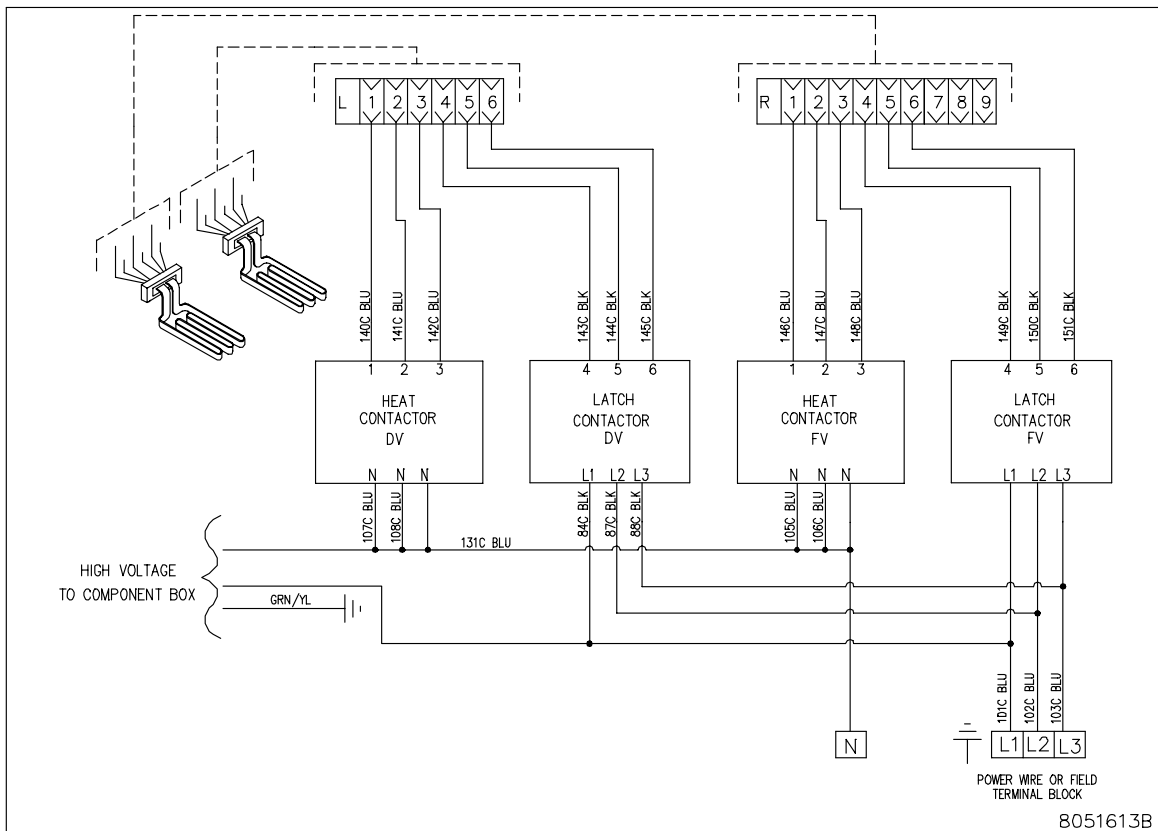 L 1 2 3 4 5 6
R 1 2 3 4 5 6 7 8 9
140C BLU
141C BLU
142C BLU
143C BLK
144C BLK
145C BLK
146C BLU
147C BLU
148C BLU
149C BLK
150C BLK
151C BLK
1 2 3
HEAT
CONTACTOR
DV
N N N
4 5 6
LATCH
CONTACTOR
DV
L1 L2 L3
1 2 3
HEAT
CONTACTOR
FV
N N N
4 5 6
LATCH
CONTACTOR
FV
L1 L2 L3
107C BLU
108C BLU
84C BLK
87C BLK
88C BLK
105C BLU
106C BLU
131C BLU
HIGH VOLTAGE
TO COMPONENT BOX
GRN/YL
101C BLU
102C BLU
103C BLU
N
L1 L2 L3
POWER WIRE OR FIELD
TERMINAL BLOCK
8051613B